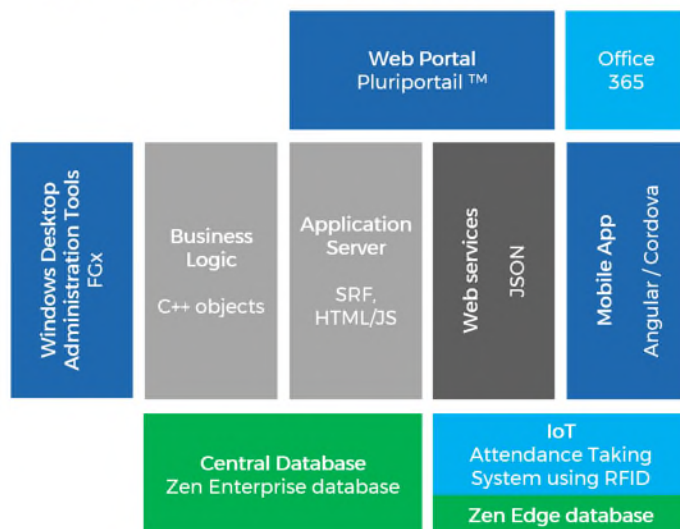 Web Portal
Pluriportail ™
Office
365
Windows Desktop
Administration Tools
FGx
Business
Logic
C++ objects
Application
Server
SRF,
HTML/JS
Web services
JSON
Mobile App
Angular / Cordova
Central Database
Zen Enterprise database
IoT
Attendance Taking
System using RFID
Zen Edge database